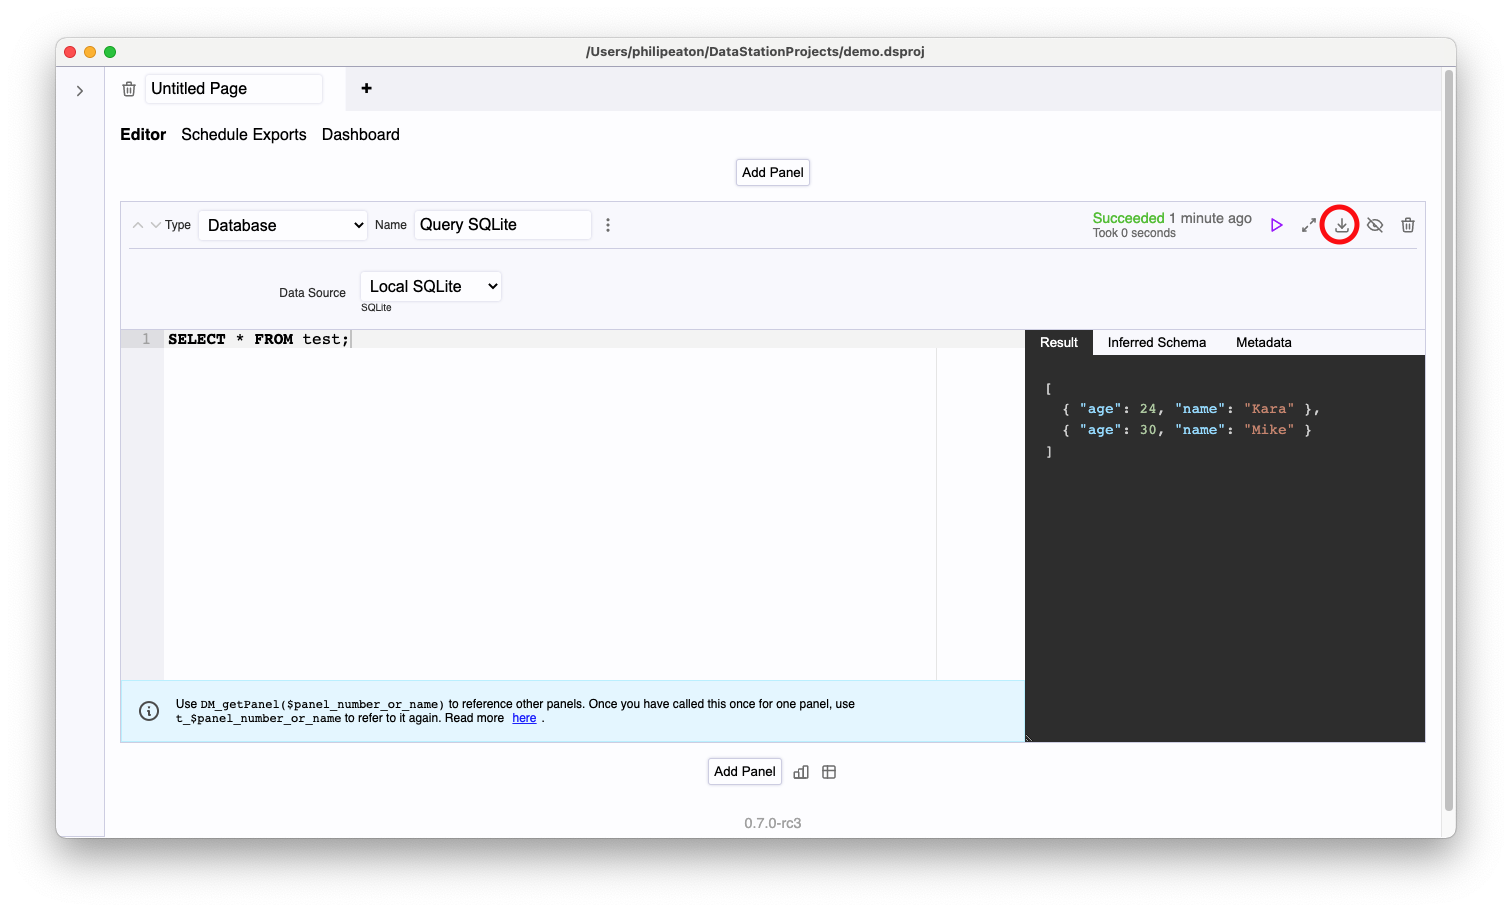 /Users/philipeaton/DataStationProjects/demo.dsproj
Untitled Page
+
Editor Schedule Exports Dashboard
Add Panel
Type Database Name Query SQLite Succeeded 1 minute ago
Took 0 seconds
Data Source Local SQLite
SQLite
1 SELECT * FROM test;
Result Inferred Schema Metadata
[
{ "age": 24, "name": "Kara" },
{ "age": 30, "name": "Mike" }
]
Use DM_getPanel($panel_number_or_name) to reference other panels. Once you have called this once for one panel, use
t_$panel_number_or_name to refer to it again. Read more here .
Add Panel
0.7.0-rc3